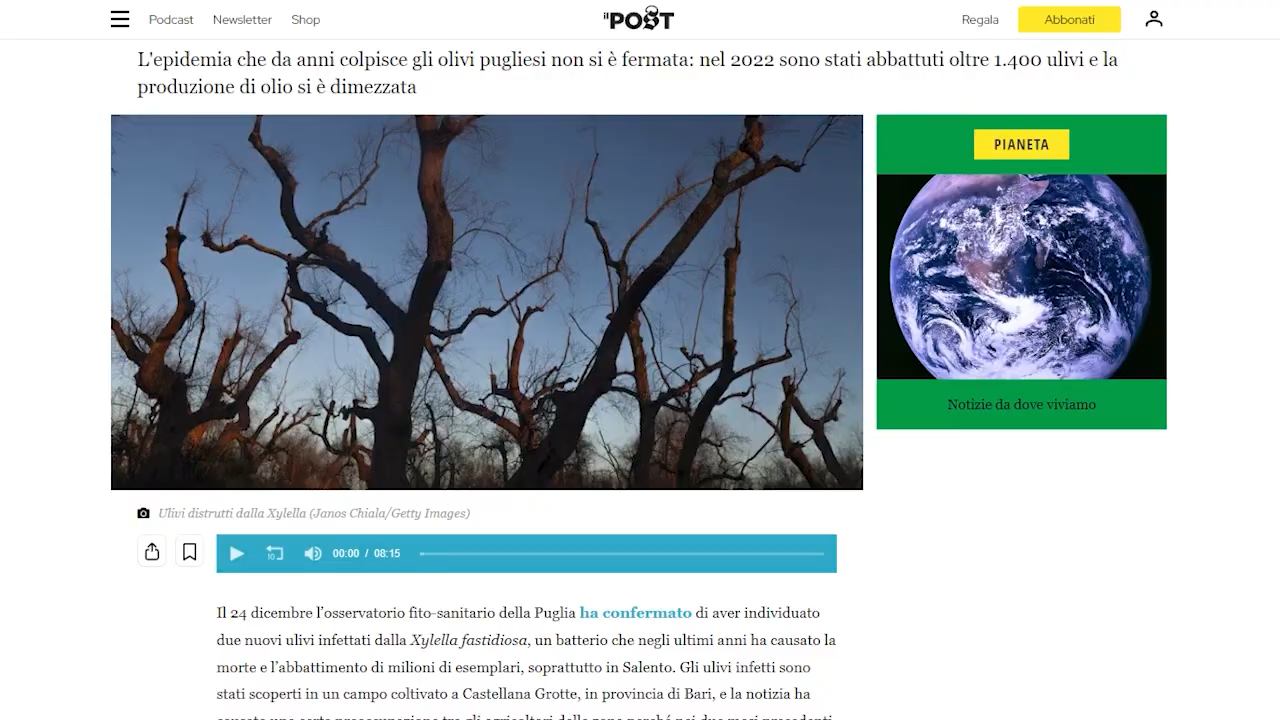 Podcast
Newsletter
Shop
il POST
Regala
Abbonati
L'epidemia che da anni colpisce gli olivi pugliesi non si è fermata: nel 2022 sono stati abbattuti oltre 1.400 ulivi e la
produzione di olio si è dimezzata
PIANETA
Notizie da dove viviamo
Ulivi distrutti dalla Xylella (Janos Chiala/Getty Images)
10
00:00 / 08:15
Il 24 dicembre l'osservatorio fito-sanitario della Puglia ha confermato di aver individuato
due nuovi ulivi infettati dalla Xylella fastidiosa, un batterio che negli ultimi anni ha causato la
morte e l'abbattimento di milioni di esemplari, soprattutto in Salento. Gli ulivi infetti sono
stati scoperti in un campo coltivato a Castellana Grotte, in provincia di Bari, e la notizia ha